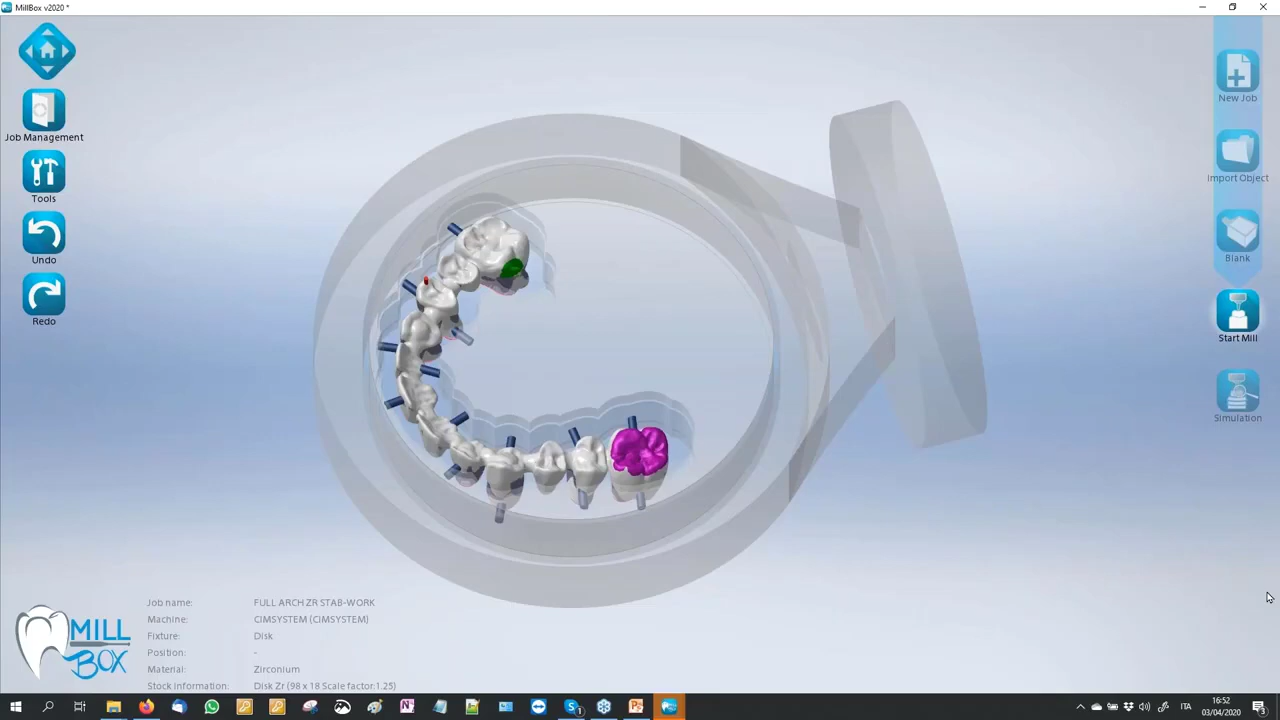 MillBox v2020 *
Job Management
Tools
Undo
Redo
New Job
Import Object
Blank
Start Mill
Simulation
MILL
BOX
Job name: FULL ARCH ZR STAB-WORK
Machine: CIMSYSTEM (CIMSYSTEM)
Fixture: Disk
Position: -
Material: Zirconium
Stock information: Disk Zr (98 x 18 Scale factor:1.25)
ITA
16:52
03/04/2020